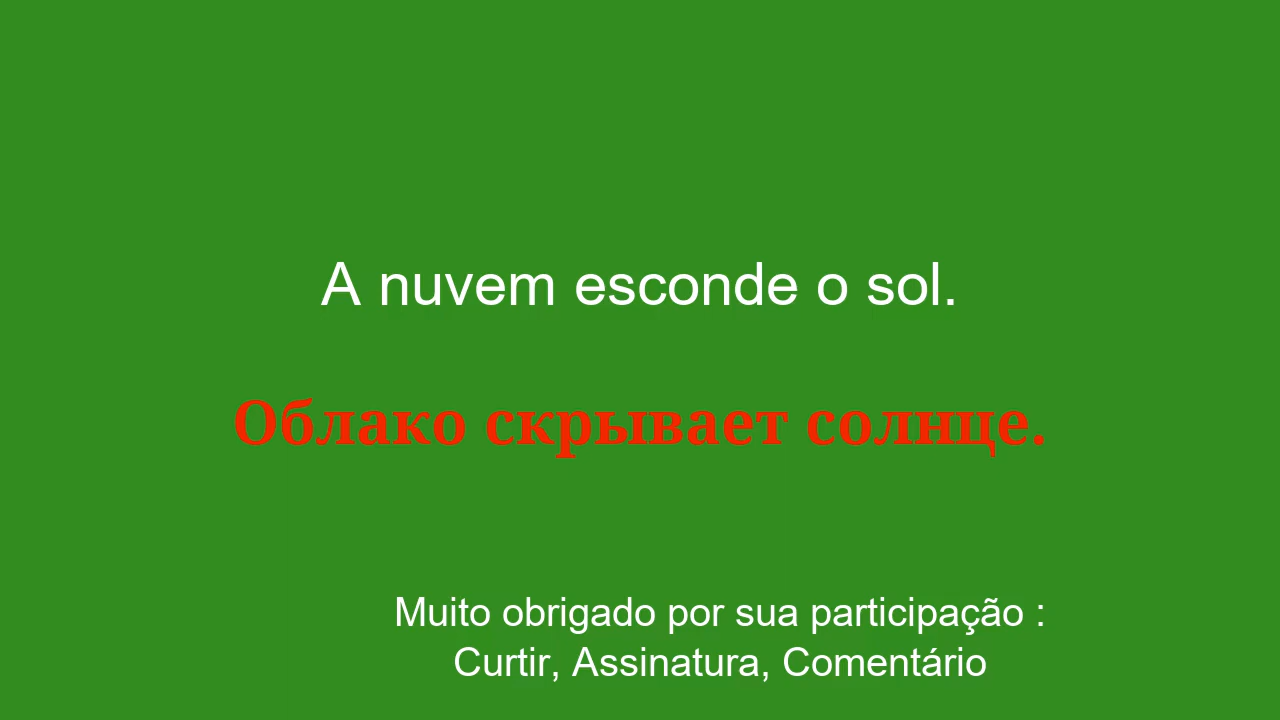 A nuvem esconde o sol.
Облако скрывает солнце.
Muito obrigado por sua participação :
Curtir, Assinatura, Comentário